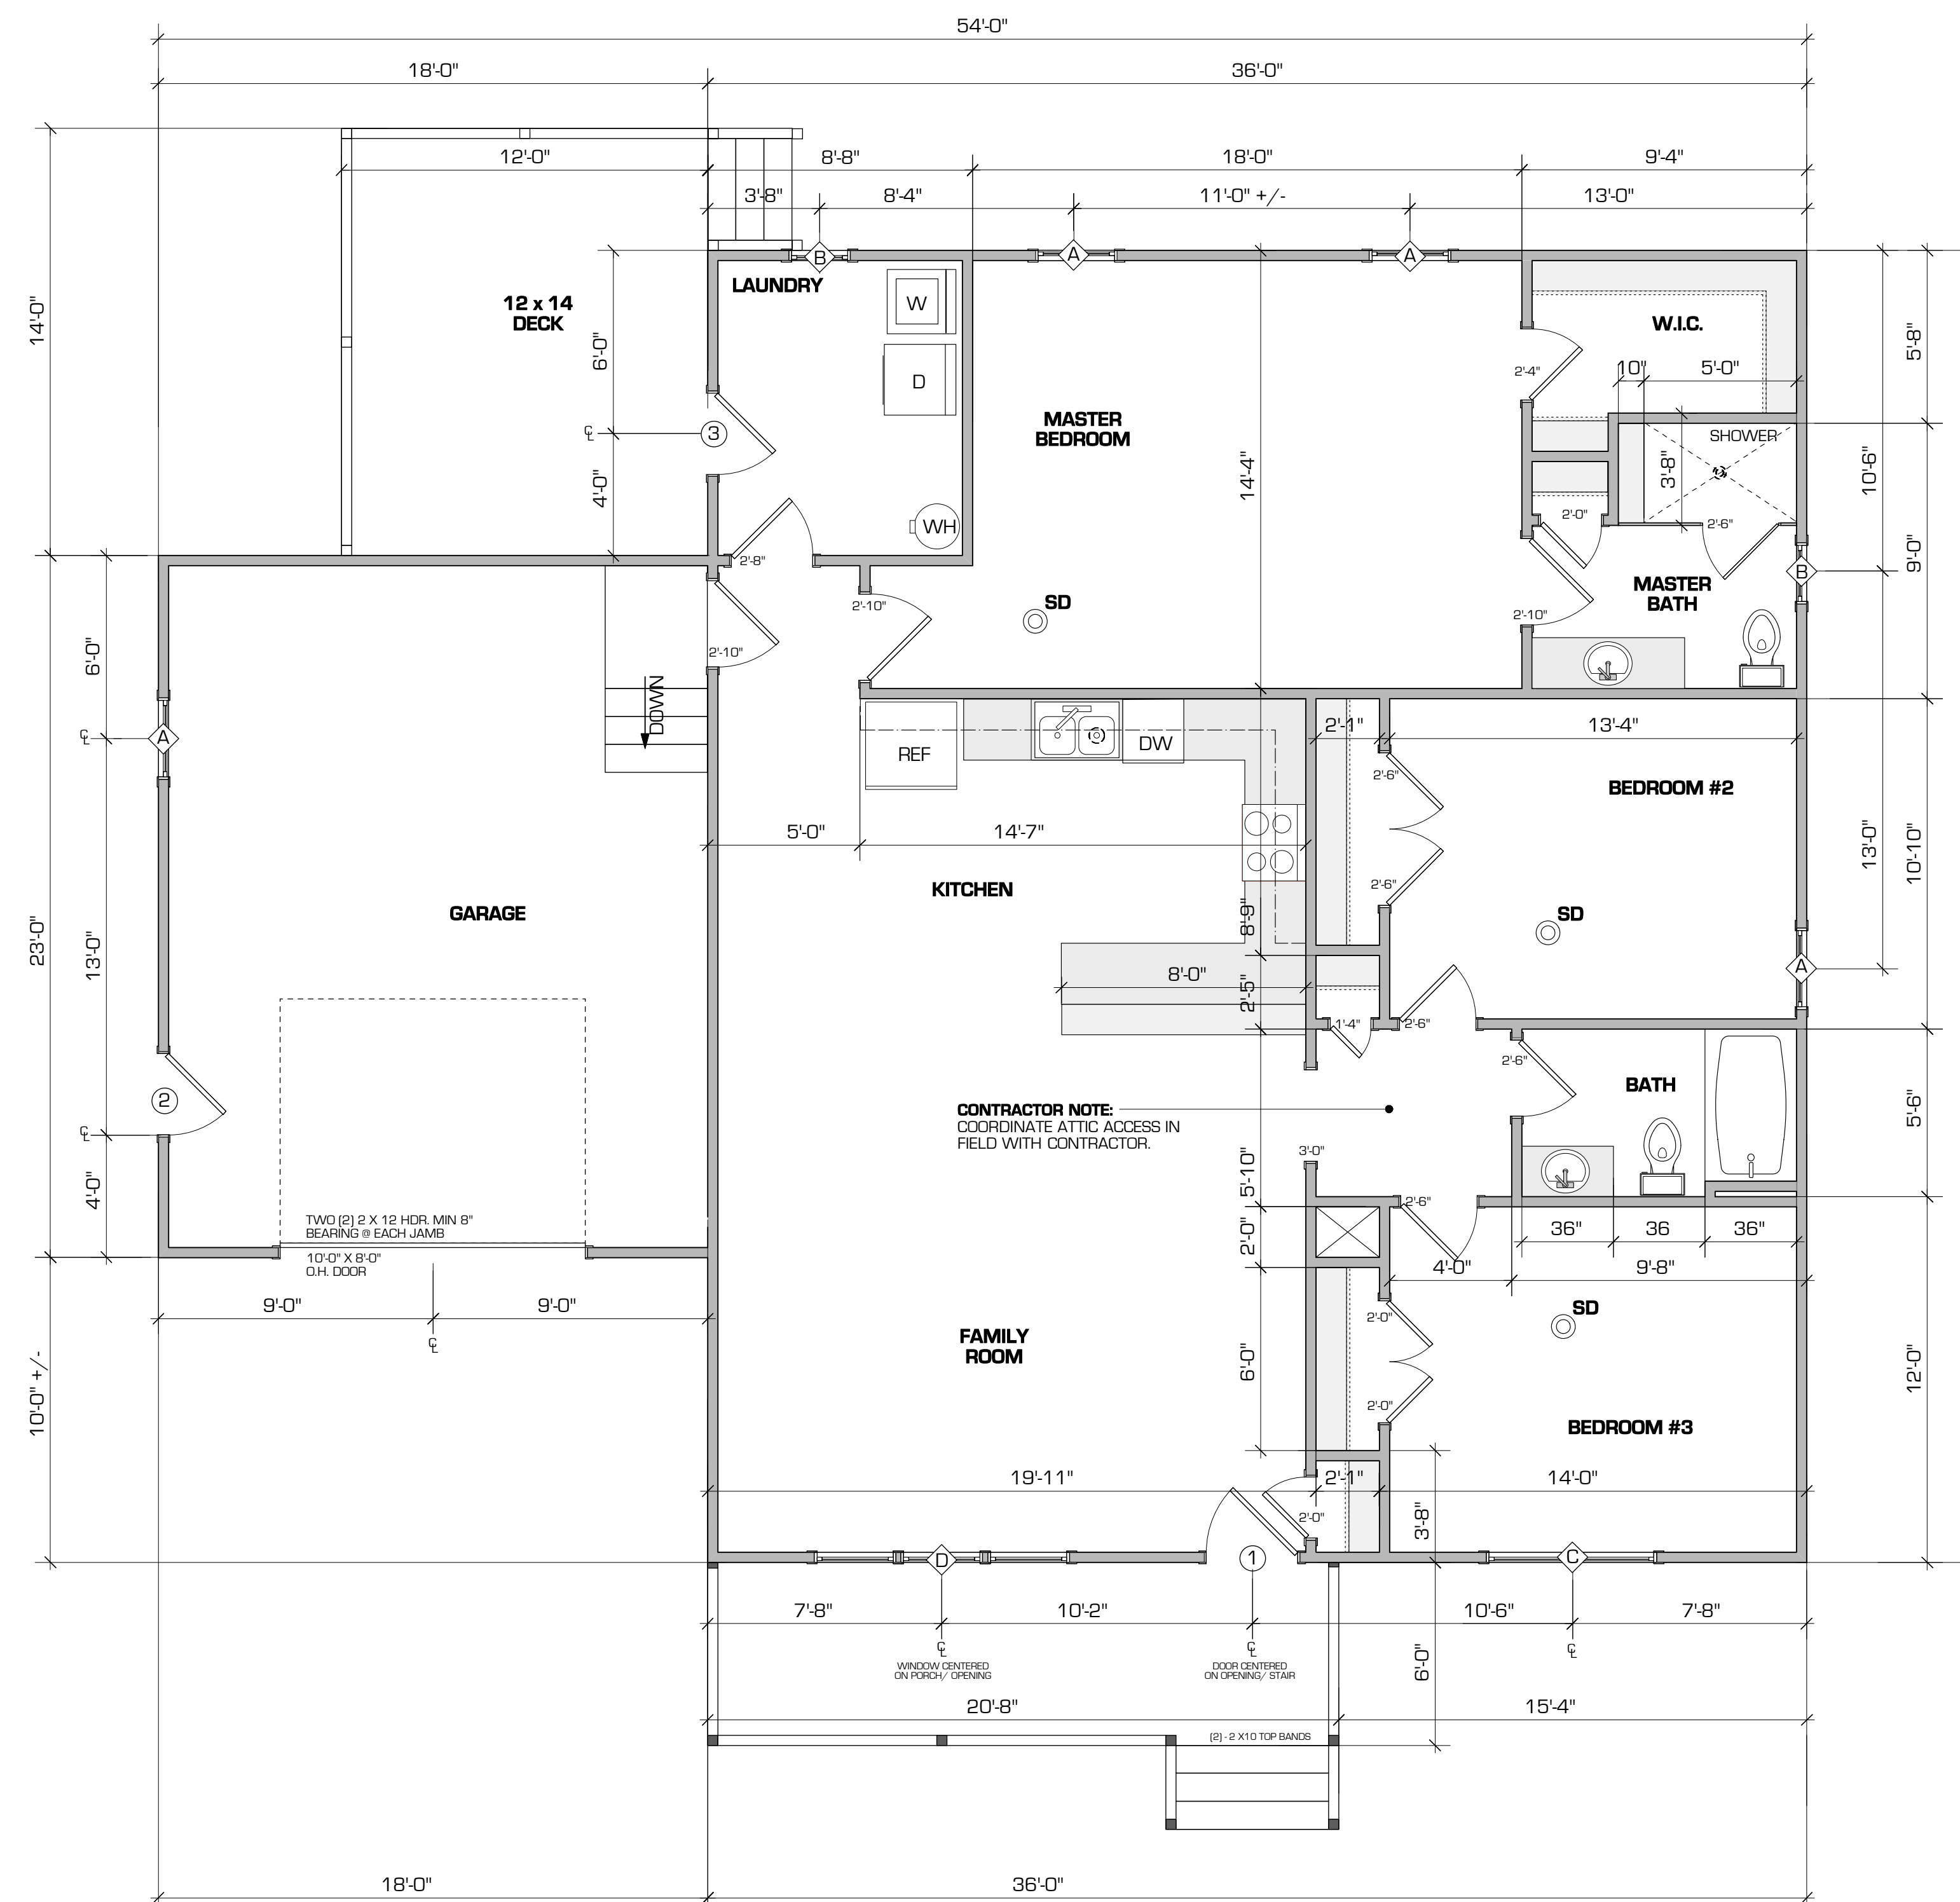 54'-0"
18'-0"
36'-0"
12'-0"
8'-8"
18'-0"
9'-4"
3'-8"
8'-4"
11'-0" +/-
13'-0"
B
A
A
LAUNDRY
W
D
WH
12 x 14
DECK
14'-0"
6'-0"
4'-0"
℄
3
2'-8"
2'-10"
2'-10"
MASTER
BEDROOM
SD
14'-4"
W.I.C.
2'-4"
10"
5'-0"
SHOWER
3'-8"
2'-0"
2'-6"
MASTER
BATH
2'-10"
B
5'-8"
10'-6"
9'-0"
6'-0"
℄
A
DOWN
REF
DW
2'-1"
13'-4"
2'-6"
BEDROOM #2
5'-0"
14'-7"
KITCHEN
2'-6"
8'-9"
SD
13'-0"
10'-10"
GARAGE
23'-0"
13'-0"
8'-0"
2'-5"
A
1'-4"
2'-6"
2'-6"
BATH
2
℄
CONTRACTOR NOTE:
COORDINATE ATTIC ACCESS IN
FIELD WITH CONTRACTOR.
3'-0"
5'-10"
5'-6"
4'-0"
2'-6"
TWO (2) 2 X 12 HDR. MIN 8"
BEARING @ EACH JAMB
10'-0" X 8'-0"
O.H. DOOR
2'-0"
36"
36
36"
4'-0"
9'-8"
9'-0"
9'-0"
℄
SD
2'-0"
FAMILY
ROOM
6'-0"
2'-0"
10'-0" +/-
12'-0"
BEDROOM #3
19'-11"
2'-1"
14'-0"
2'-0"
3'-8"
D
1
C
7'-8"
10'-2"
10'-6"
7'-8"
℄
℄
℄
WINDOW CENTERED
ON PORCH/ OPENING
DOOR CENTERED
ON OPENING/ STAIR
6'-0"
20'-8"
15'-4"
(2) - 2 X10 TOP BANDS
18'-0"
36'-0"